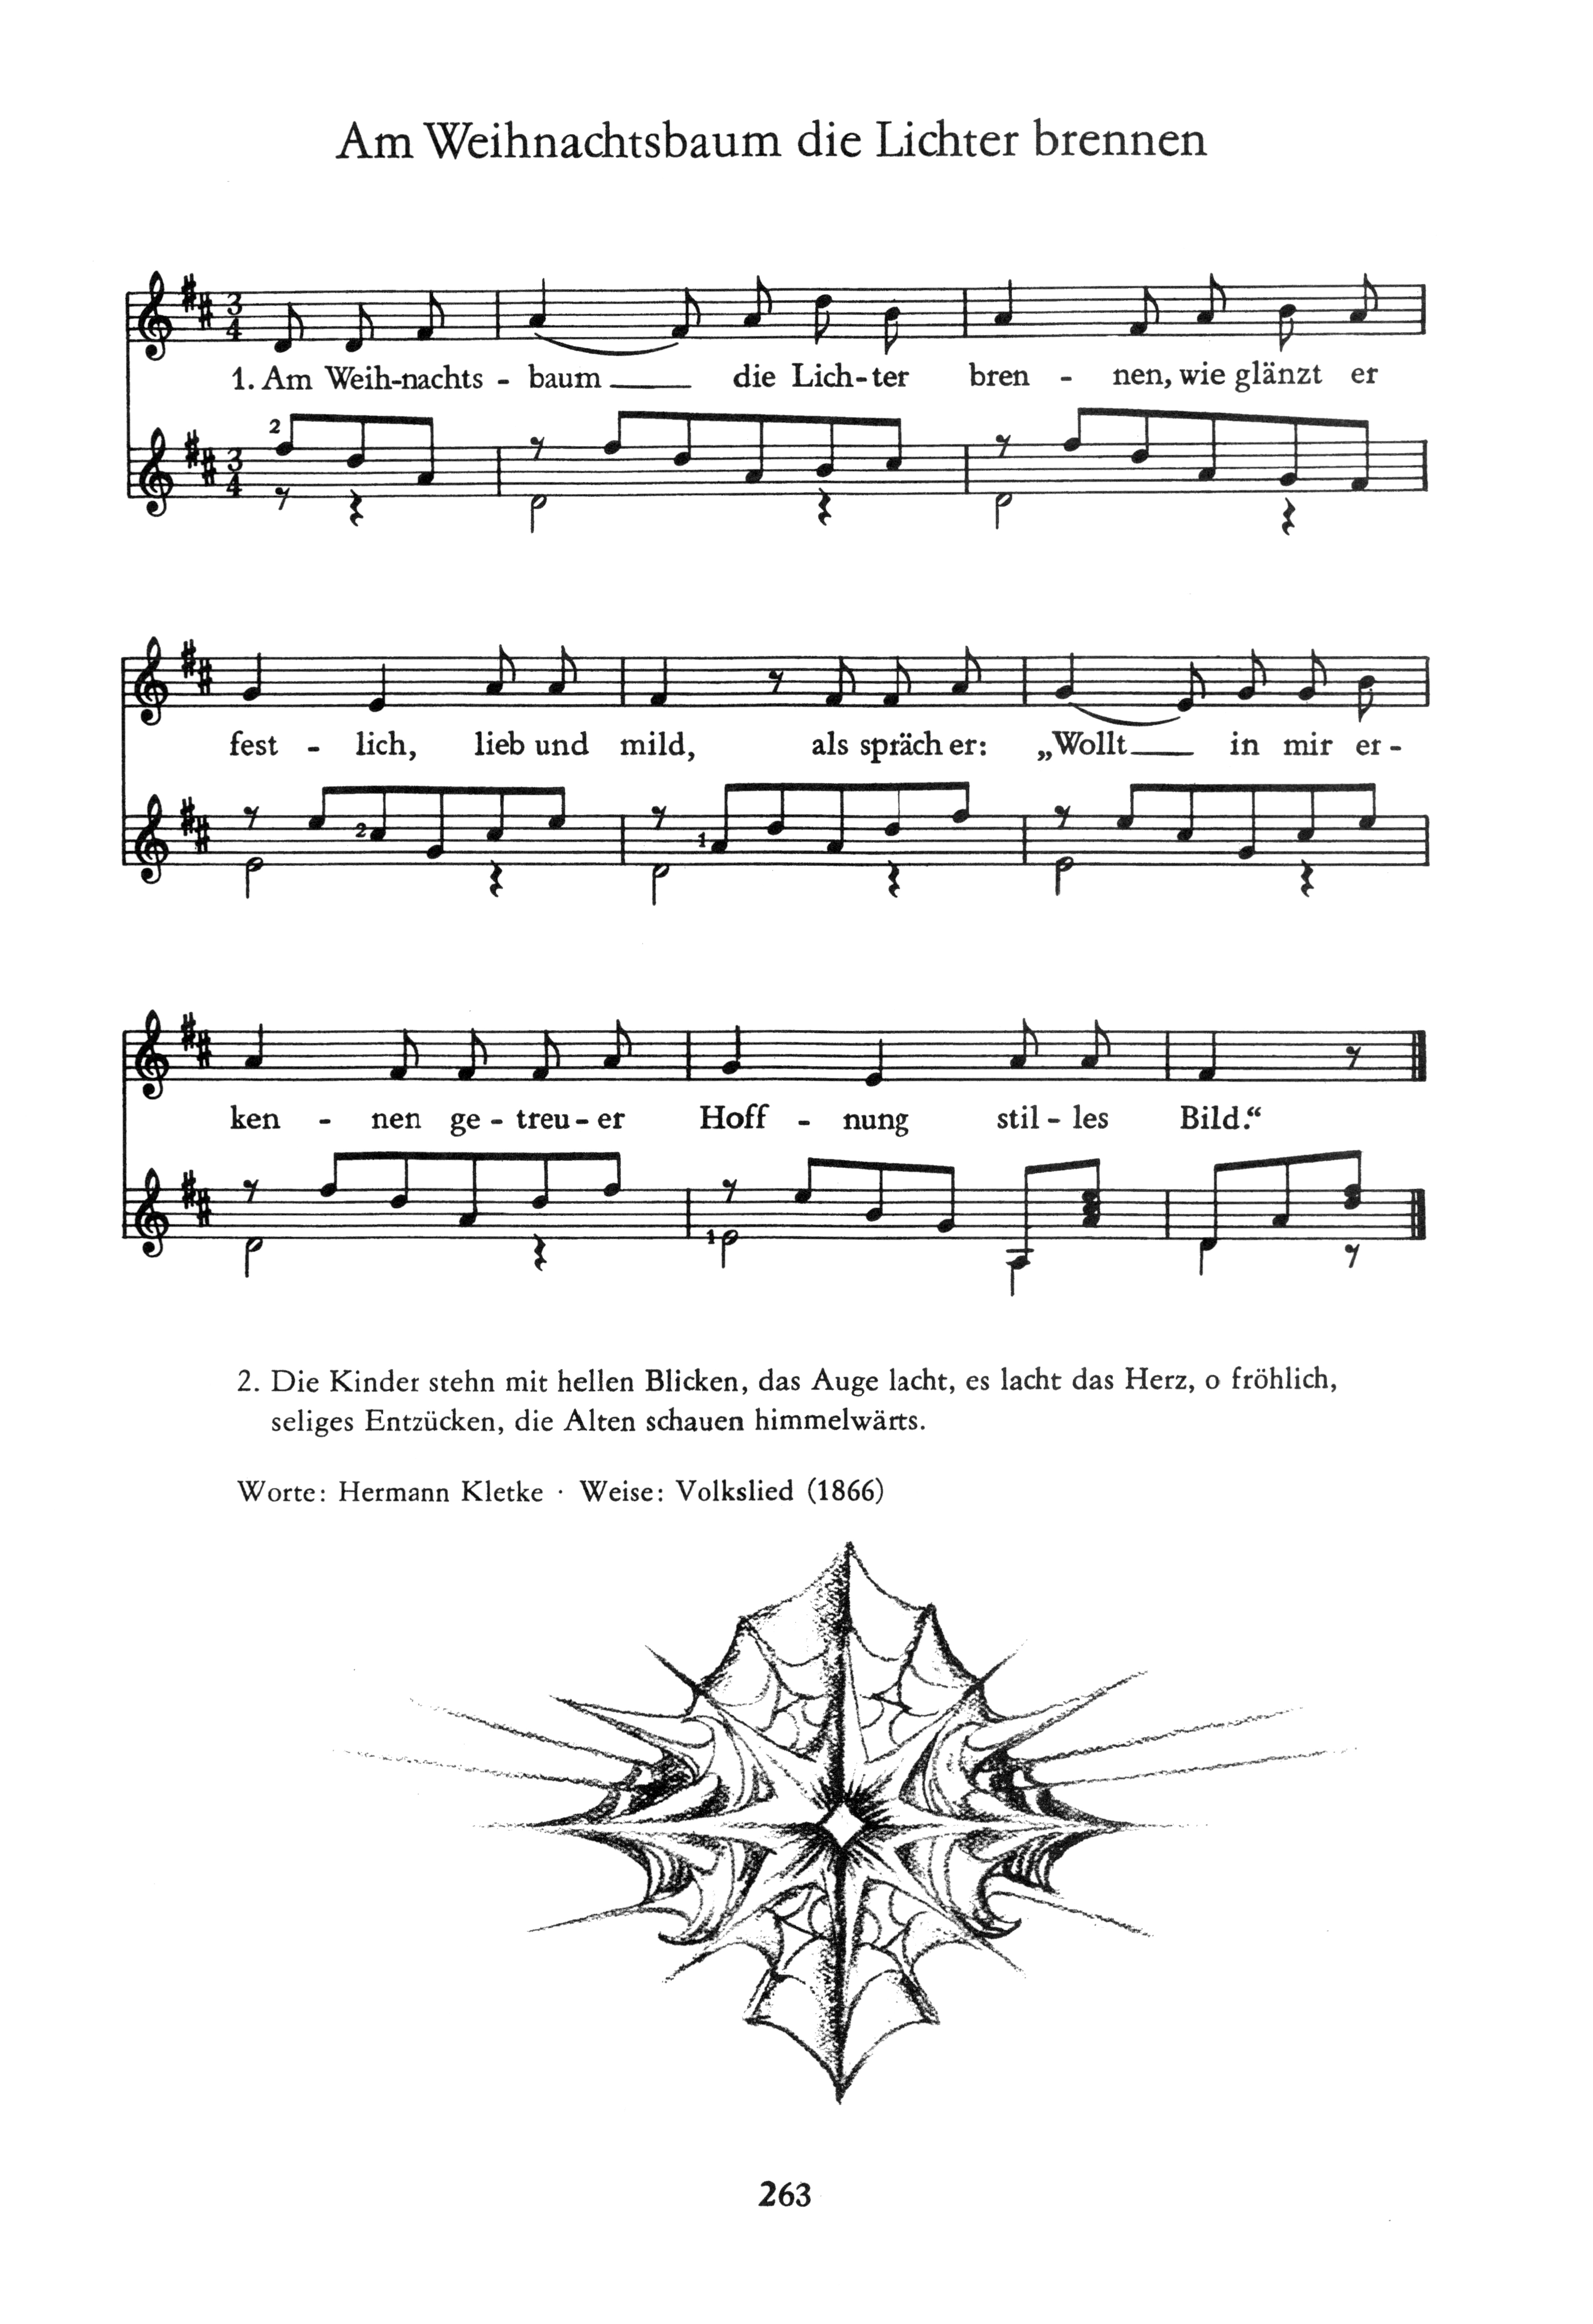 Am Weihnachtsbaum die Lichter brennen
3 4
1. Am Weih-nachts - baum die Lich-ter bren - nen, wie glänzt er
2
3 4
fest - lich, lieb und mild, als spräch er: „Wollt in mir er -
2 1
ken - nen ge - treu - er Hoff - nung stil - les Bild.“
1
2. Die Kinder stehn mit hellen Blicken, das Auge lacht, es lacht das Herz, o fröhlich,
seliges Entzücken, die Alten schauen himmelwärts.
Worte: Hermann Kletke · Weise: Volkslied (1866)
263